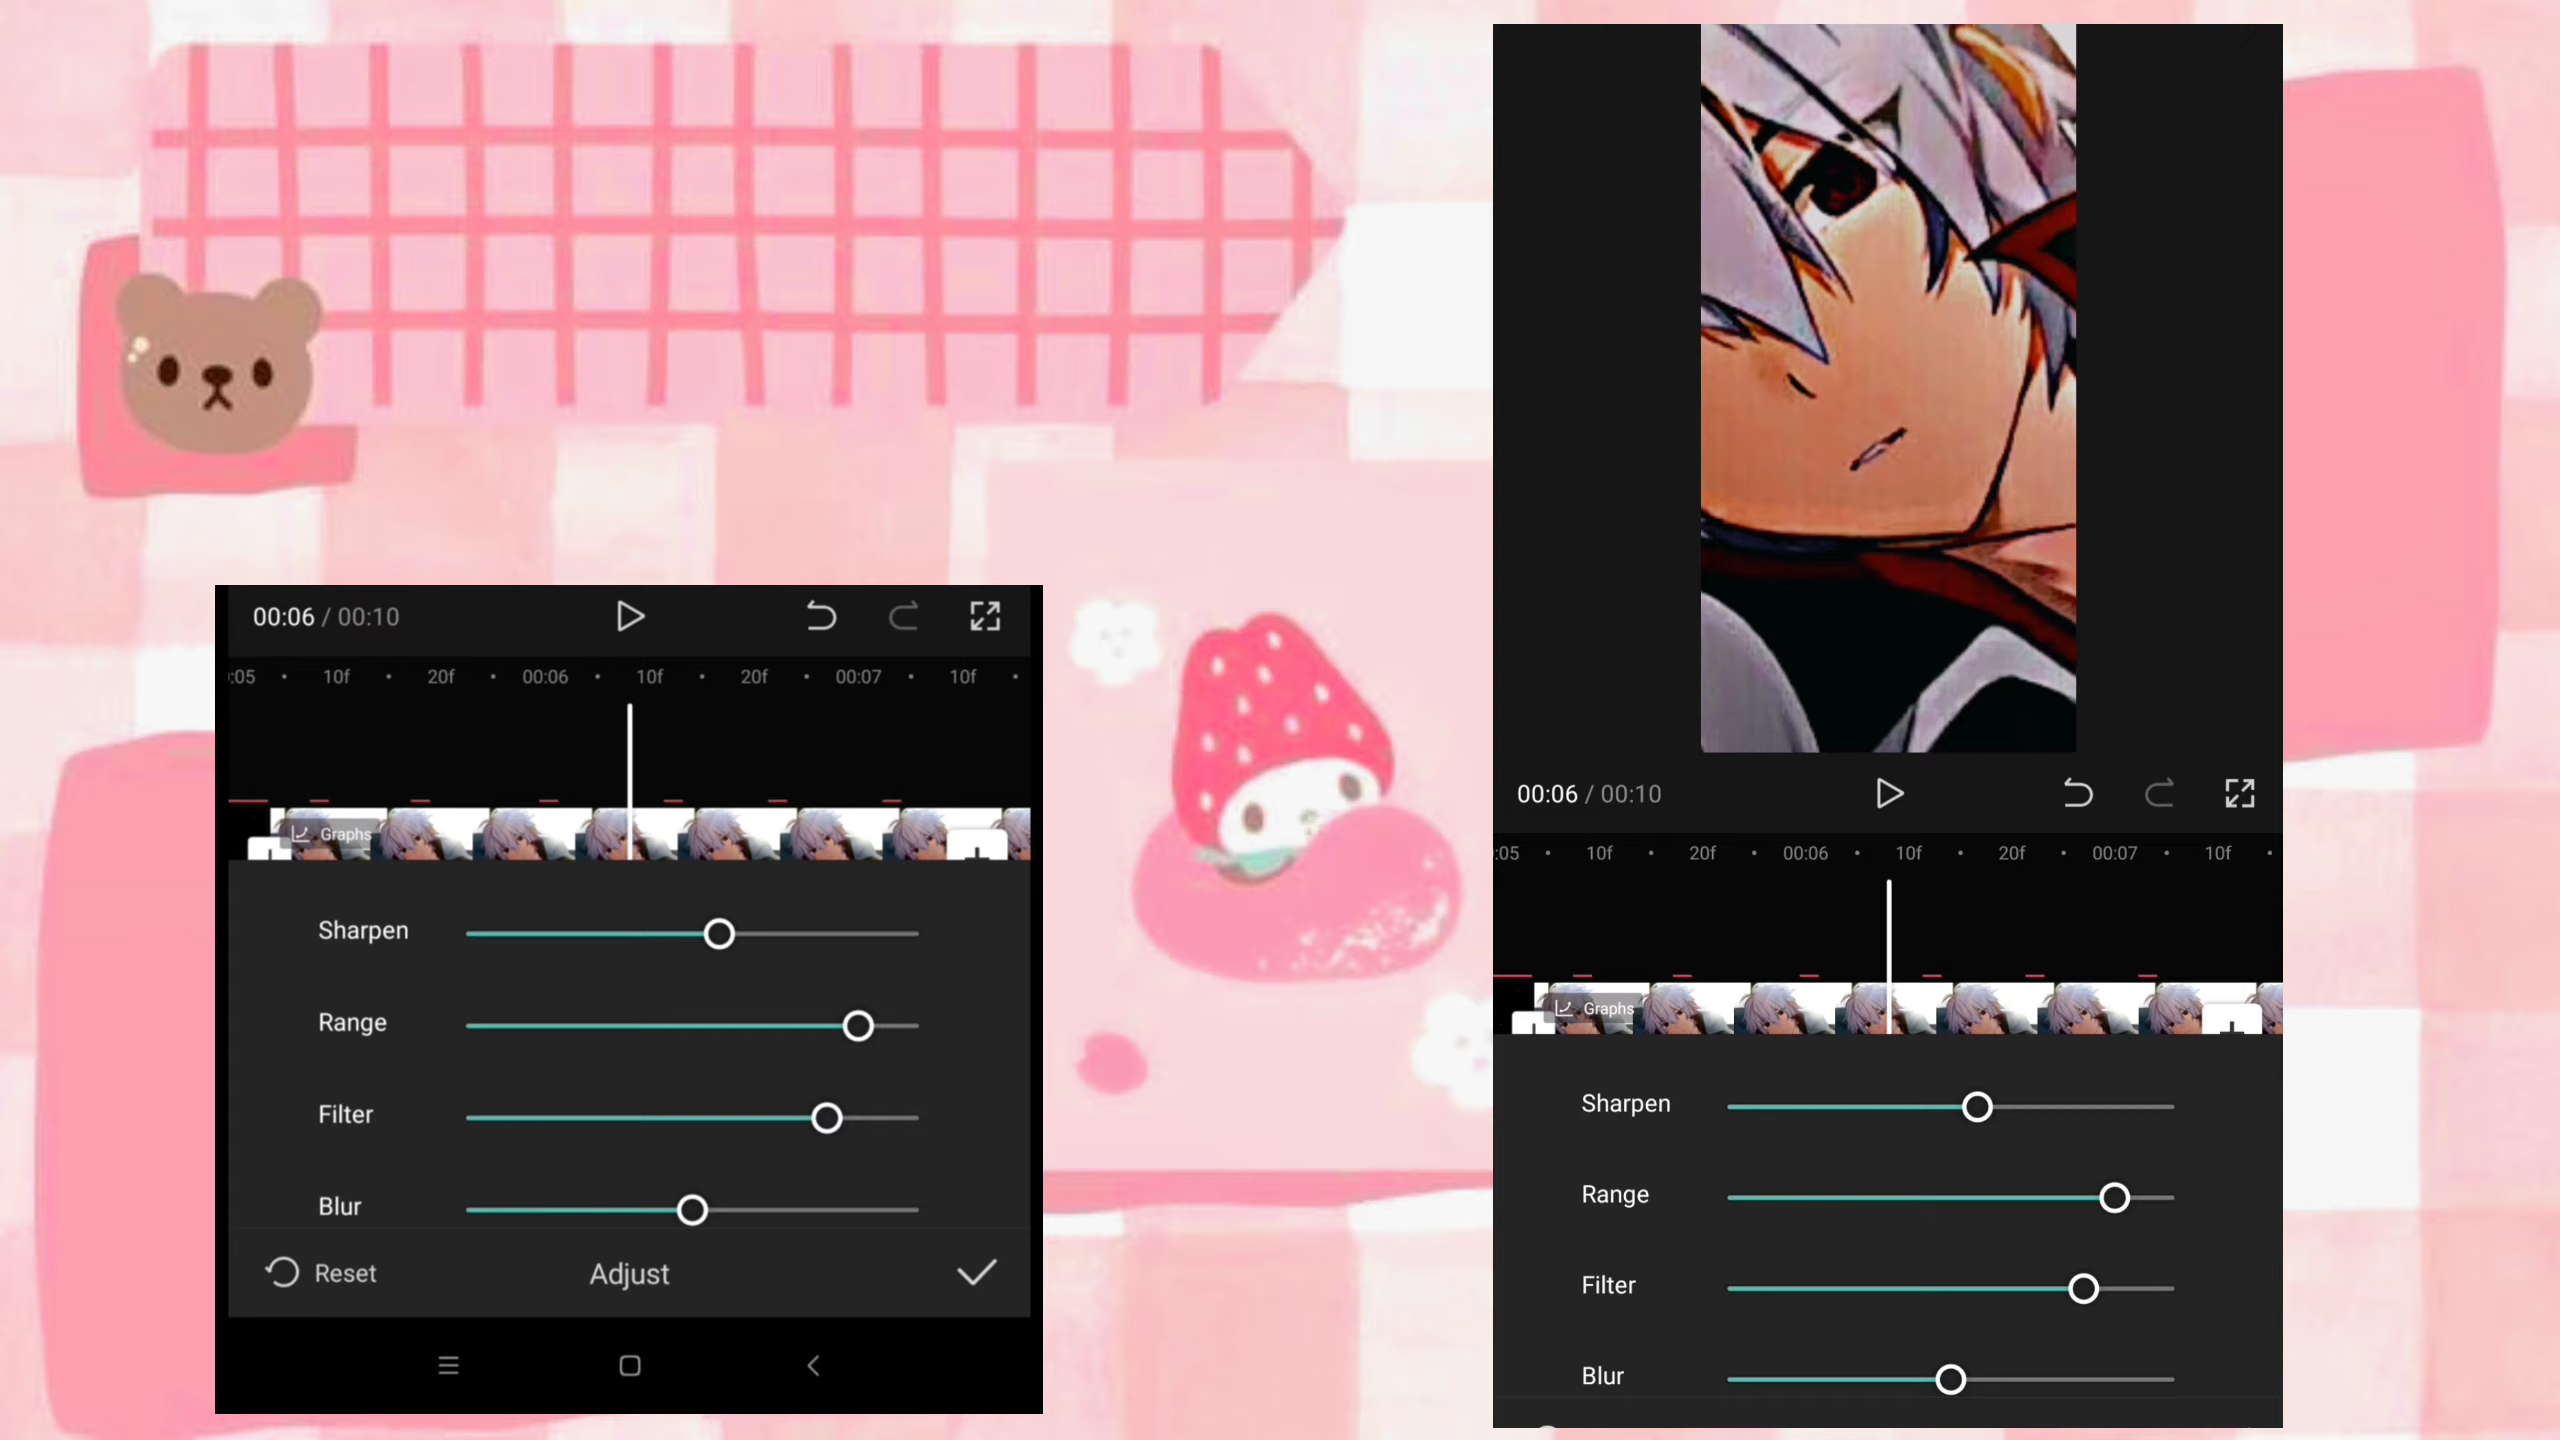 00:06 / 00:10
:05 10f 20f 00:06 10f 20f 00:07 10f
Graphs
Sharpen
Range
Filter
Blur
Reset Adjust
00:06 / 00:10
:05 10f 20f 00:06 10f 20f 00:07 10f
Graphs
Sharpen
Range
Filter
Blur